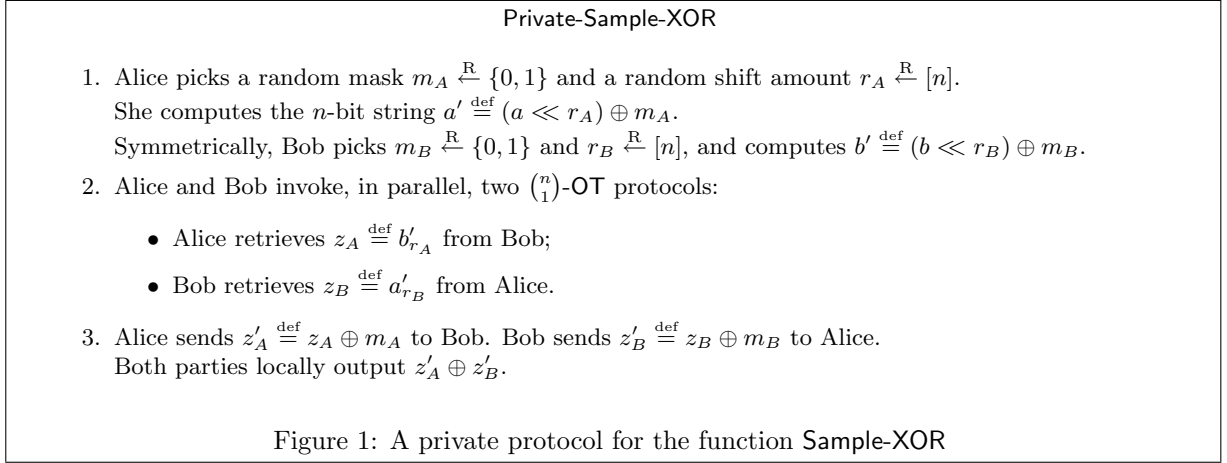 Private-Sample-XOR
1. Alice picks a random mask m_A ←^R {0, 1} and a random shift amount r_A ←^R [n].
She computes the n-bit string a′ ≝ (a ≪ r_A) ⊕ m_A.
Symmetrically, Bob picks m_B ←^R {0, 1} and r_B ←^R [n], and computes b′ ≝ (b ≪ r_B) ⊕ m_B.
2. Alice and Bob invoke, in parallel, two (n choose 1)-OT protocols:
• Alice retrieves z_A ≝ b′_{r_A} from Bob;
• Bob retrieves z_B ≝ a′_{r_B} from Alice.
3. Alice sends z′_A ≝ z_A ⊕ m_A to Bob. Bob sends z′_B ≝ z_B ⊕ m_B to Alice.
Both parties locally output z′_A ⊕ z′_B.
Figure 1: A private protocol for the function Sample-XOR